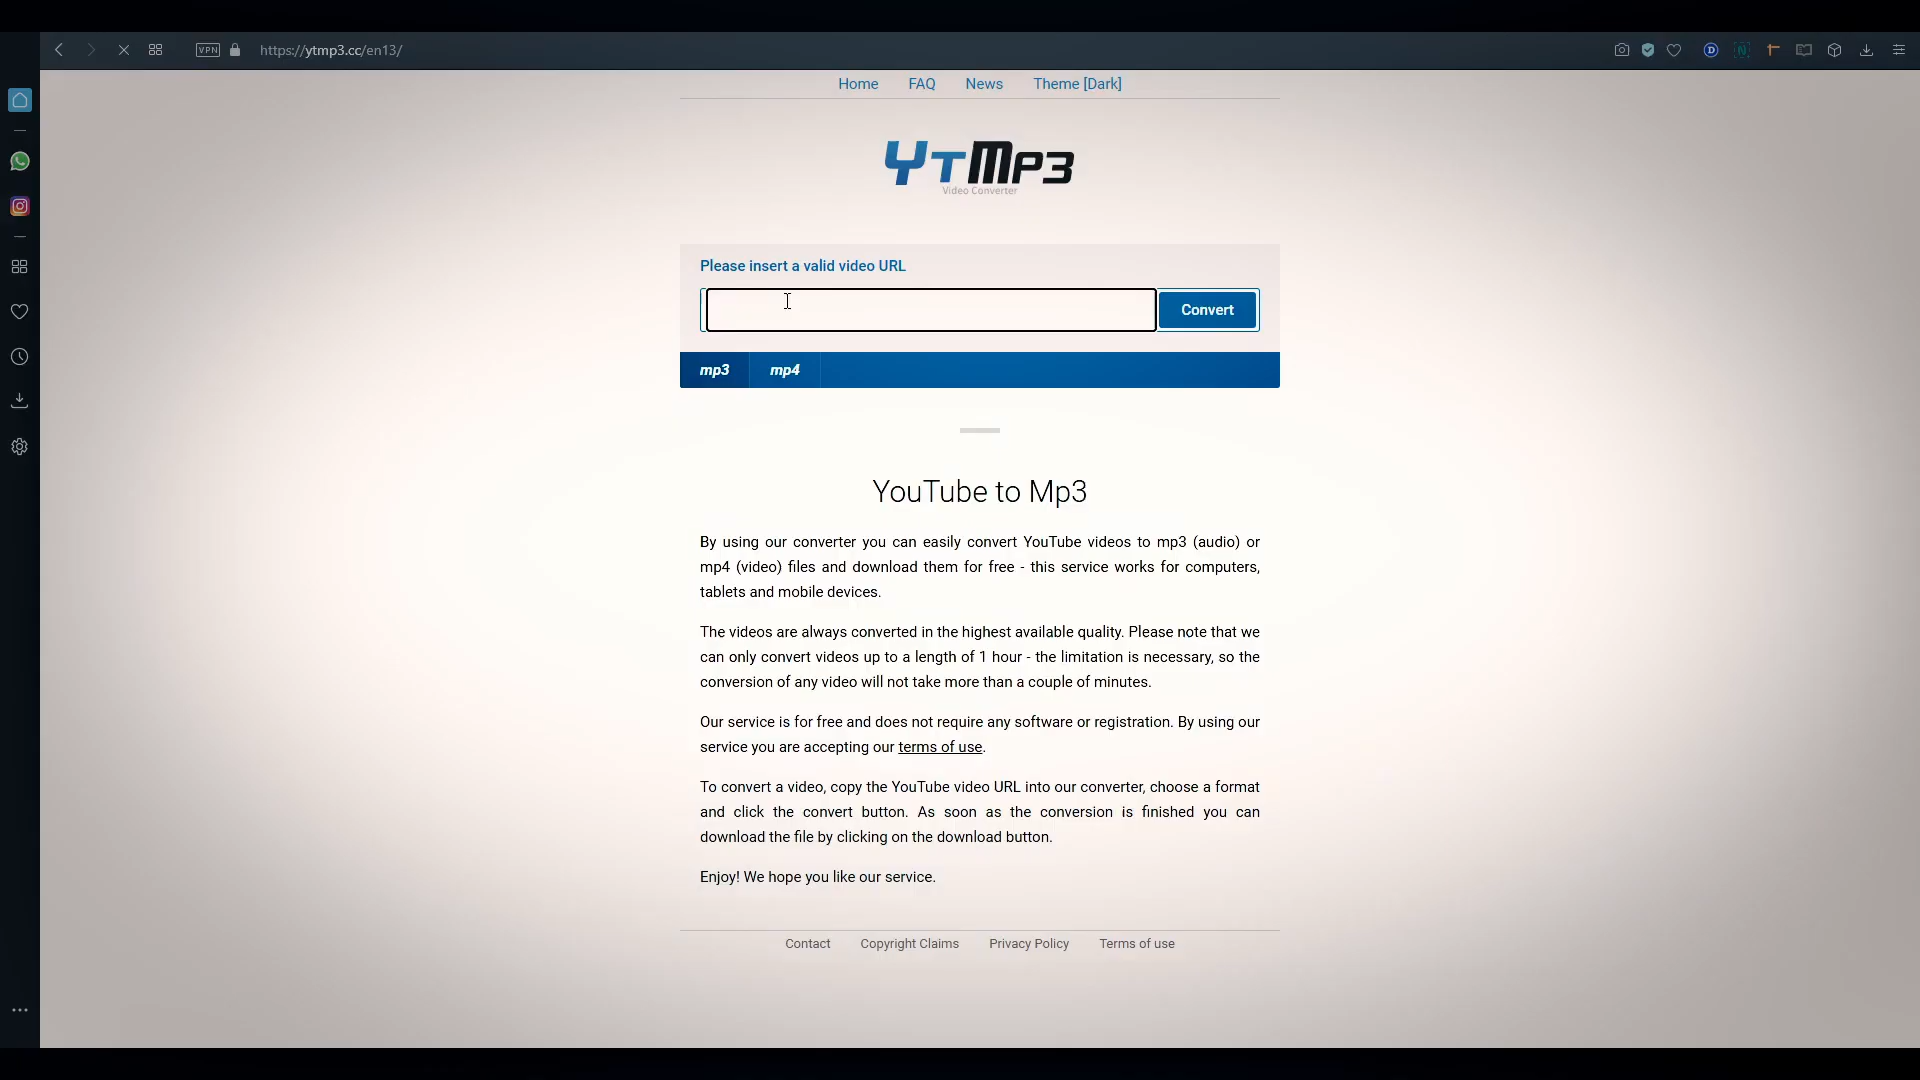 VPN
https://ytmp3.cc/en13/
Home FAQ News Theme [Dark]
YTMP3
Video Converter
Please insert a valid video URL
Convert
mp3 mp4
YouTube to Mp3
By using our converter you can easily convert YouTube videos to mp3 (audio) or
mp4 (video) files and download them for free - this service works for computers,
tablets and mobile devices.
The videos are always converted in the highest available quality. Please note that we
can only convert videos up to a length of 1 hour - the limitation is necessary, so the
conversion of any video will not take more than a couple of minutes.
Our service is for free and does not require any software or registration. By using our
service you are accepting our terms of use.
To convert a video, copy the YouTube video URL into our converter, choose a format
and click the convert button. As soon as the conversion is finished you can
download the file by clicking on the download button.
Enjoy! We hope you like our service.
Contact Copyright Claims Privacy Policy Terms of use